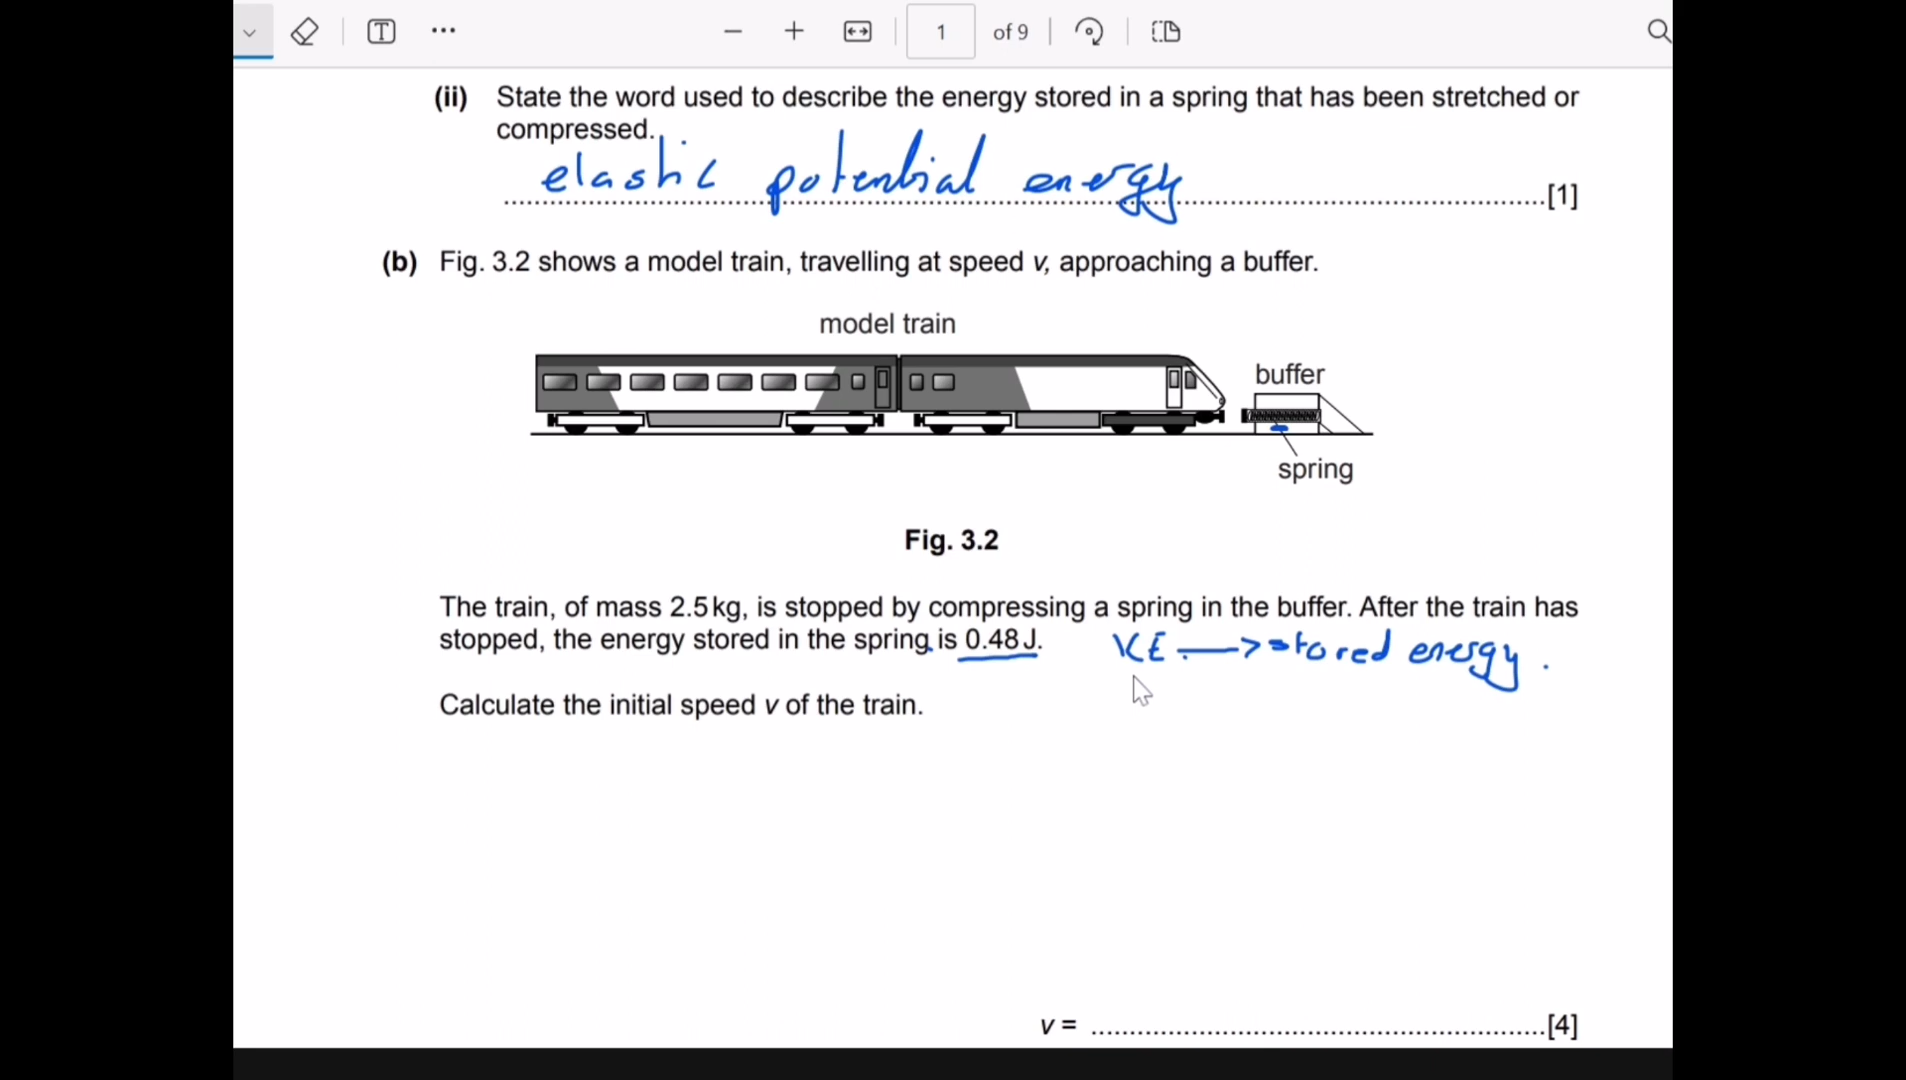 1 of 9
(ii) State the word used to describe the energy stored in a spring that has been stretched or
compressed.
elastic potential energy
[1]
(b) Fig. 3.2 shows a model train, travelling at speed v, approaching a buffer.
model train
buffer
spring
Fig. 3.2
The train, of mass 2.5 kg, is stopped by compressing a spring in the buffer. After the train has
stopped, the energy stored in the spring is 0.48 J.
KE → stored energy.
Calculate the initial speed v of the train.
v = ........................................................[4]